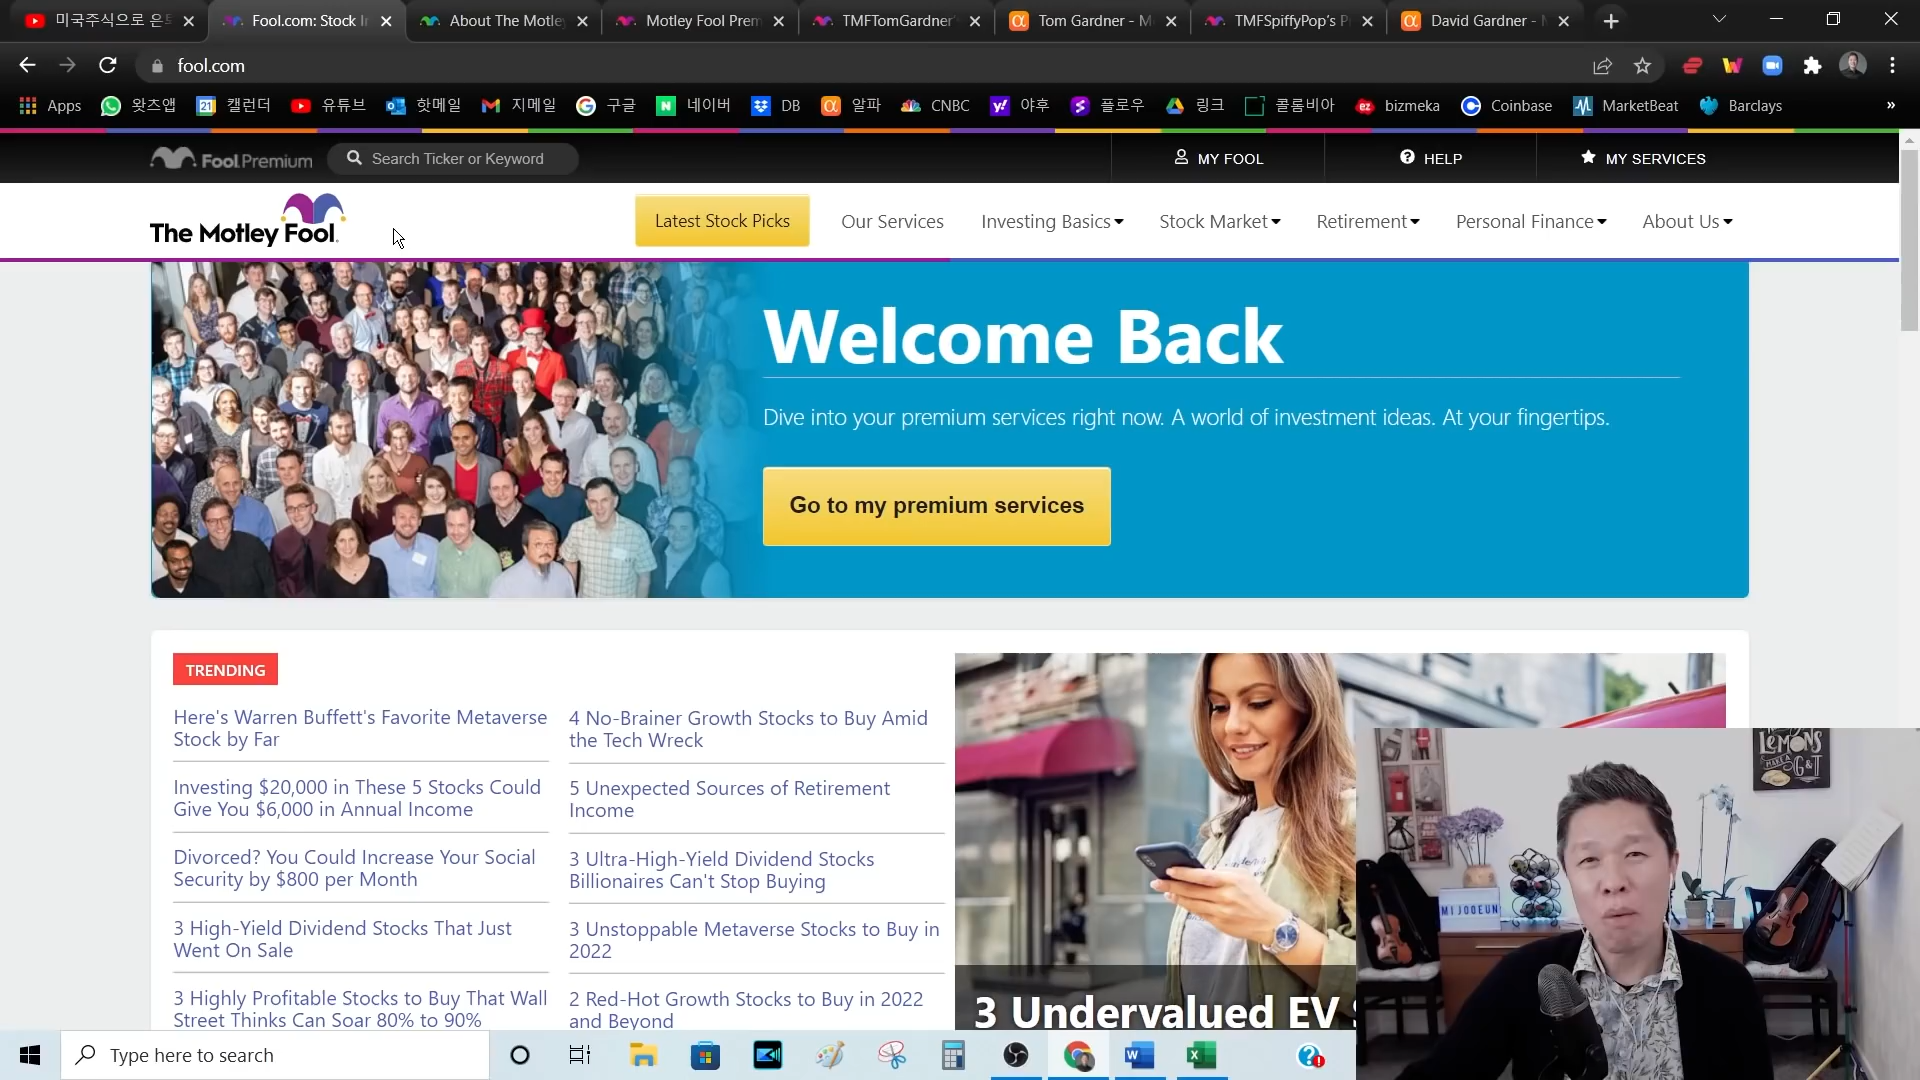 미국주식으로 은퇴
Fool.com: Stock In
About The Motley
Motley Fool Prem
TMFTomGardner's
Tom Gardner - M
TMFSpiffyPop's P
David Gardner -
fool.com
Apps
왓츠앱
21
캘런더
유튜브
핫메일
지메일
구글
N
네이버
DB
알파
CNBC
y!
야후
플로우
링크
콜롬비아
ez
bizmeka
Coinbase
MarketBeat
Barclays
»
Fool Premium
Search Ticker or Keyword
MY FOOL
HELP
MY SERVICES
The Motley Fool.
Latest Stock Picks
Our Services
Investing Basics
Stock Market
Retirement
Personal Finance
About Us
Welcome Back
Dive into your premium services right now. A world of investment ideas. At your fingertips.
Go to my premium services
TRENDING
Here's Warren Buffett's Favorite Metaverse
Stock by Far
Investing $20,000 in These 5 Stocks Could
Give You $6,000 in Annual Income
Divorced? You Could Increase Your Social
Security by $800 per Month
3 High-Yield Dividend Stocks That Just
Went On Sale
3 Highly Profitable Stocks to Buy That Wall
Street Thinks Can Soar 80% to 90%
4 No-Brainer Growth Stocks to Buy Amid
the Tech Wreck
5 Unexpected Sources of Retirement
Income
3 Ultra-High-Yield Dividend Stocks
Billionaires Can't Stop Buying
3 Unstoppable Metaverse Stocks to Buy in
2022
2 Red-Hot Growth Stocks to Buy in 2022
and Beyond
3 Undervalued EV S
LEMONS
MAKE A
G&T
MIJOOEUN
Type here to search